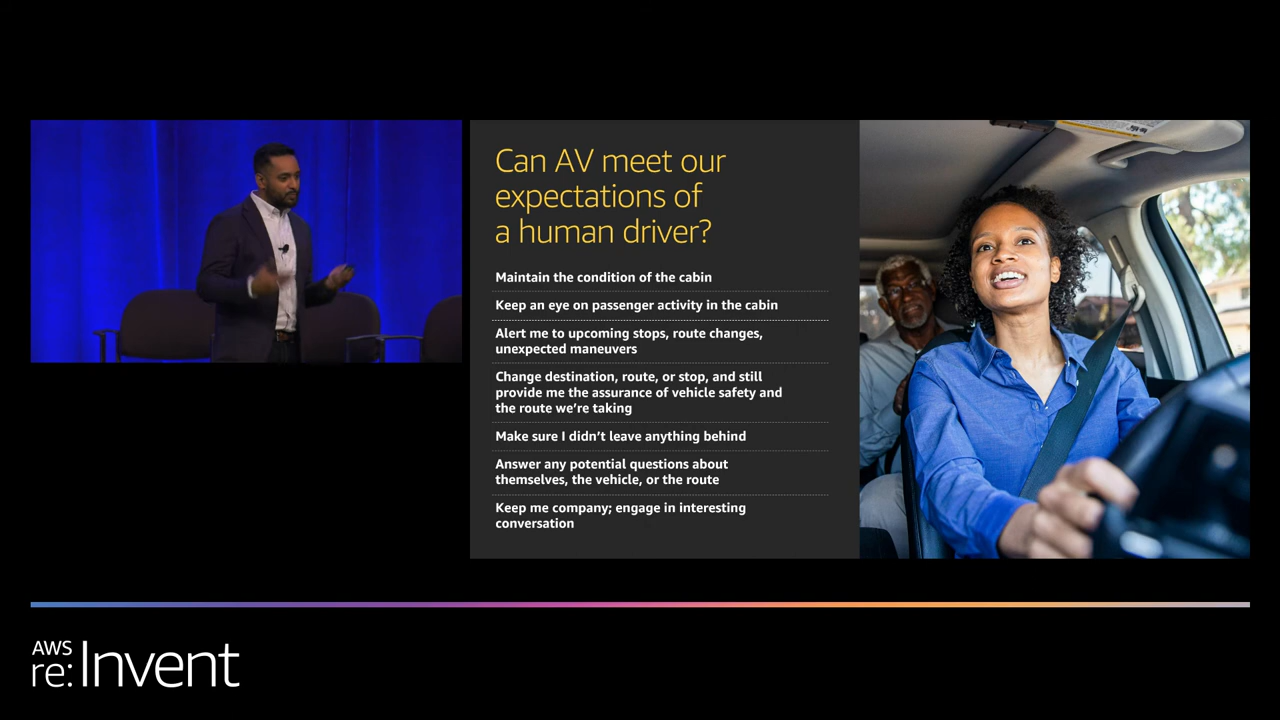 Can AV meet our
expectations of
a human driver?
Maintain the condition of the cabin
Keep an eye on passenger activity in the cabin
Alert me to upcoming stops, route changes,
unexpected maneuvers
Change destination, route, or stop, and still
provide me the assurance of vehicle safety and
the route we’re taking
Make sure I didn’t leave anything behind
Answer any potential questions about
themselves, the vehicle, or the route
Keep me company; engage in interesting
conversation
AWS
re:Invent